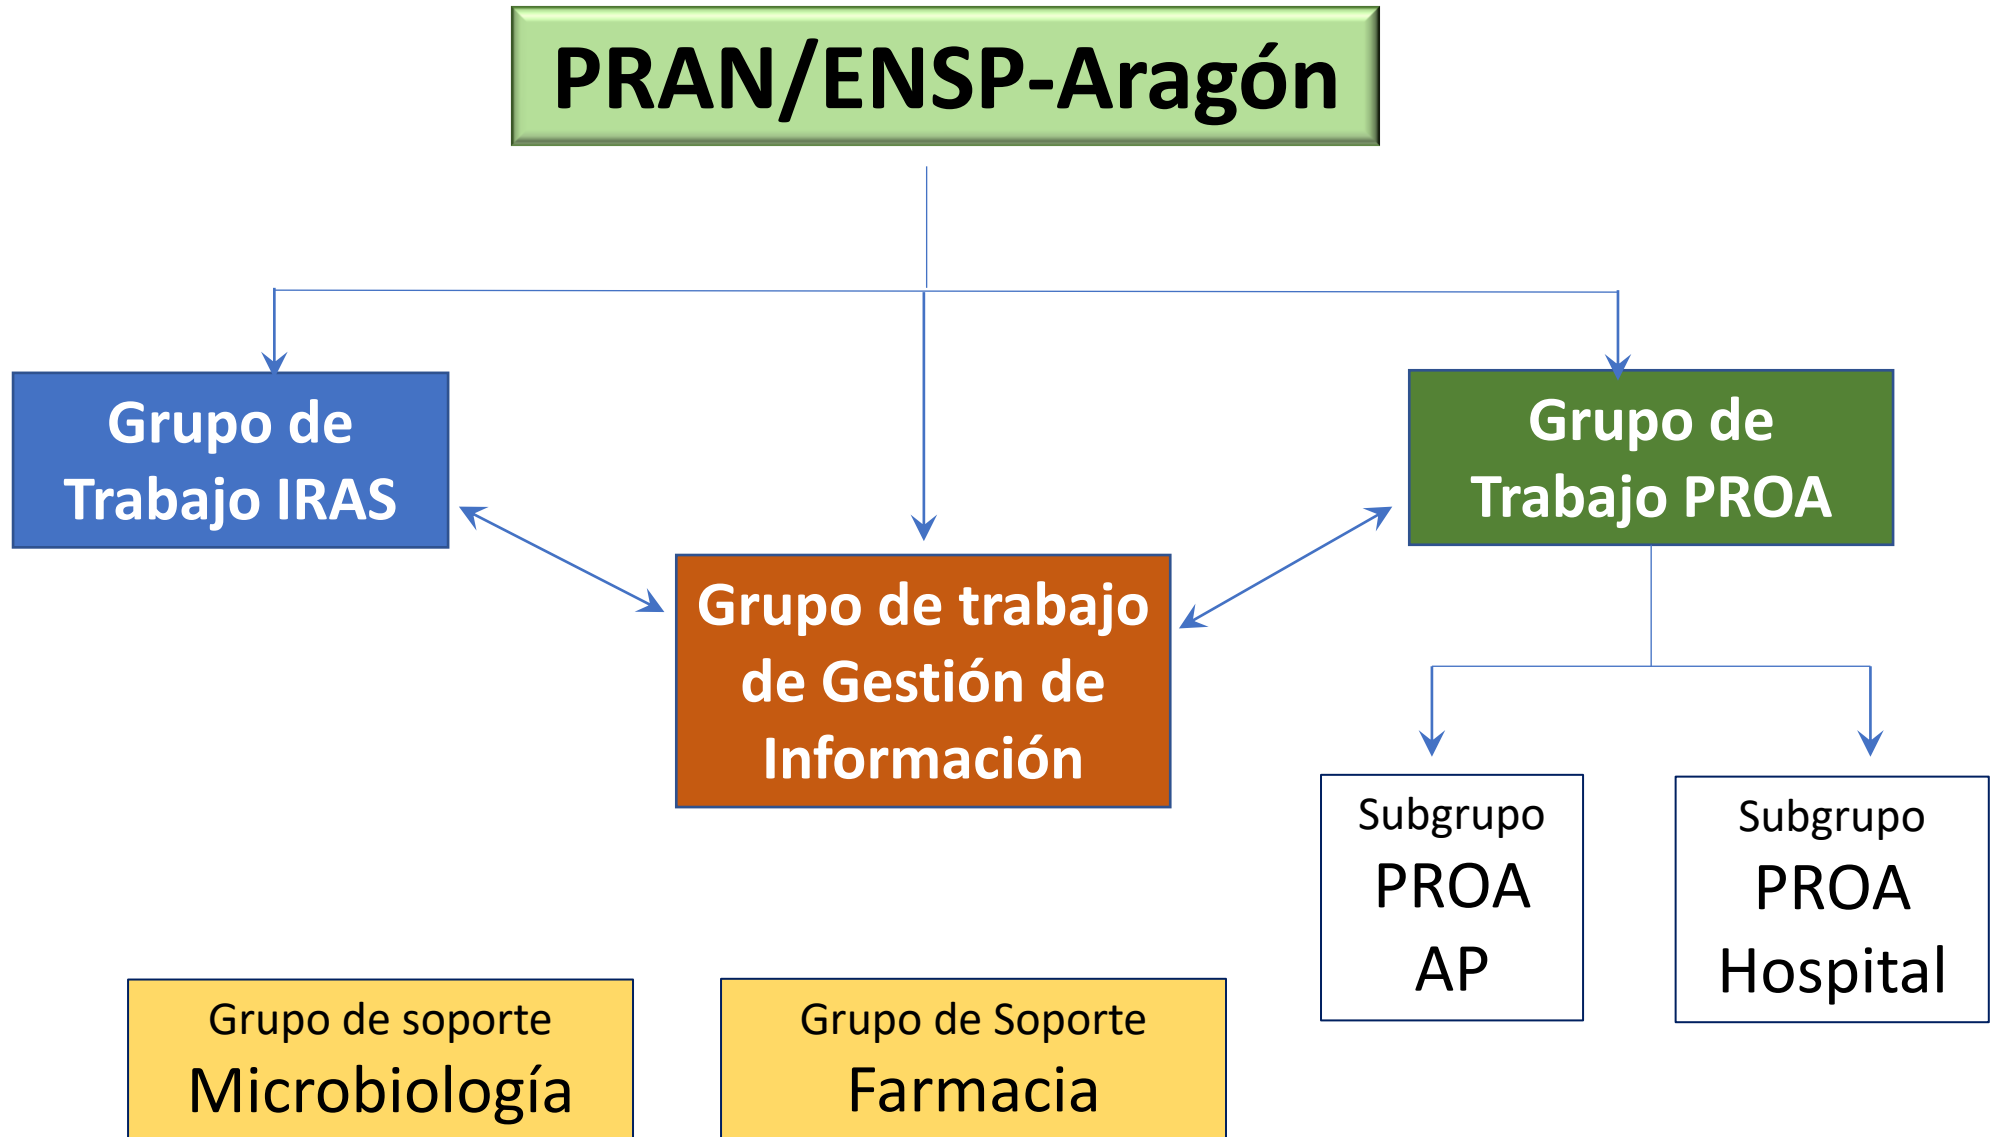 PRAN/ENSP-Aragón
Grupo de
Trabajo IRAS
Grupo de
Trabajo PROA
Grupo de trabajo
de Gestión de
Información
Subgrupo
PROA
AP
Subgrupo
PROA
Hospital
Grupo de soporte
Microbiología
Grupo de Soporte
Farmacia